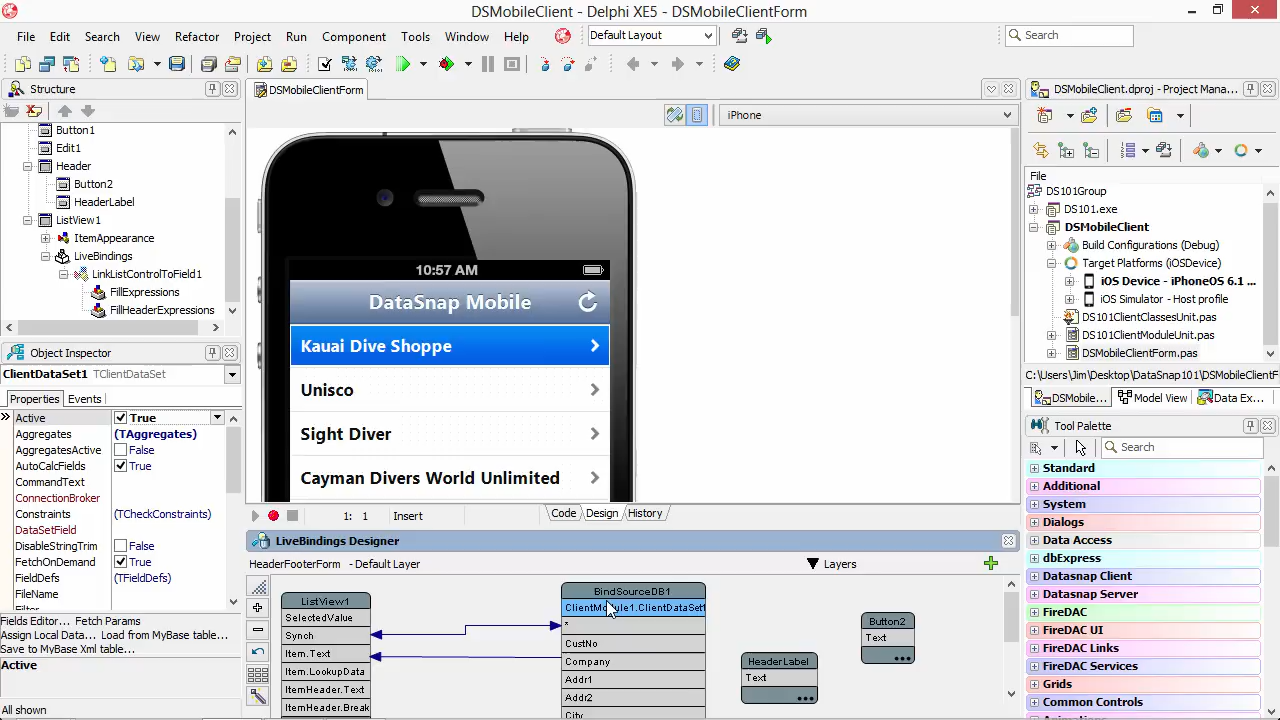 DSMobileClient - Delphi XE5 - DSMobileClientForm
File Edit Search View Refactor Project Run Component Tools Window Help
Default Layout
Search
Structure
Button1
Edit1
Header
Button2
HeaderLabel
ListView1
ItemAppearance
LiveBindings
LinkListControlToField1
FillExpressions
FillHeaderExpressions
Object Inspector
ClientDataSet1 TClientDataSet
Properties Events
Active True
Aggregates (TAggregates)
AggregatesActive False
AutoCalcFields True
CommandText
ConnectionBroker
Constraints (TCheckConstraints)
DataSetField
DisableStringTrim False
FetchOnDemand True
FieldDefs (TFieldDefs)
FileName
Filter
Fields Editor... Fetch Params
Assign Local Data... Load from MyBase table...
Save to MyBase Xml table...
Active
All shown
DSMobileClientForm
iPhone
10:57 AM
DataSnap Mobile
Kauai Dive Shoppe
Unisco
Sight Diver
Cayman Divers World Unlimited
1: 1 Insert
Code Design History
LiveBindings Designer
HeaderFooterForm - Default Layer
Layers
ListView1
SelectedValue
Synch
Item.Text
Item.LookupData
ItemHeader.Text
ItemHeader.Break
BindSourceDB1
ClientModule1.ClientDataSet1
*
CustNo
Company
Addr1
Addr2
City
HeaderLabel
Text
Button2
Text
DSMobileClient.dproj - Project Mana...
File
DS101Group
DS101.exe
DSMobileClient
Build Configurations (Debug)
Target Platforms (iOSDevice)
iOS Device - iPhoneOS 6.1 ...
iOS Simulator - Host profile
DS101ClientClassesUnit.pas
DS101ClientModuleUnit.pas
DSMobileClientForm.pas
C:\Users\Jim\Desktop\DataSnap101\DSMobileClientF
DSMobile... Model View Data Ex...
Tool Palette
Search
Standard
Additional
System
Dialogs
Data Access
dbExpress
Datasnap Client
Datasnap Server
FireDAC
FireDAC UI
FireDAC Links
FireDAC Services
Grids
Common Controls